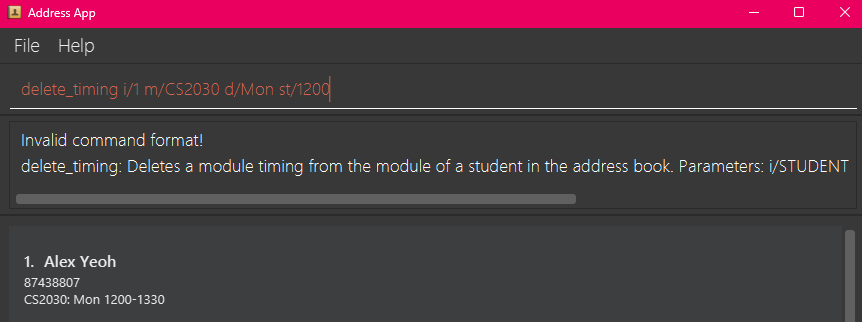 Address App
File Help
delete_timing i/1 m/CS2030 d/Mon st/1200
Invalid command format!
delete_timing: Deletes a module timing from the module of a student in the address book. Parameters: i/STUDENT
1. Alex Yeoh
87438807
CS2030: Mon 1200-1330